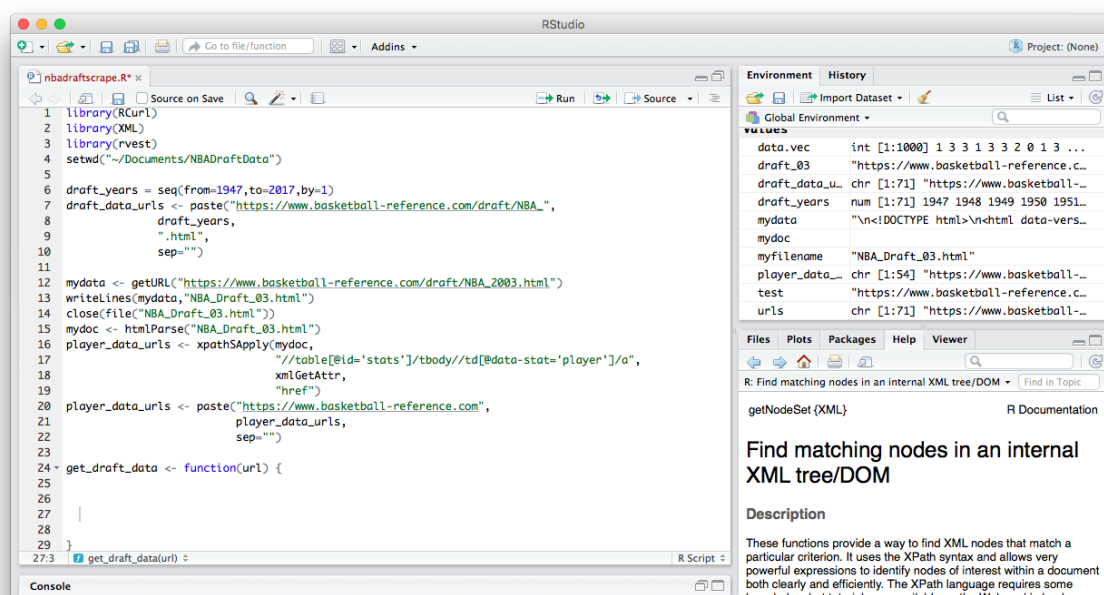 RStudio
Go to file/function
Addins
Project: (None)
nbadraftscrape.R*
Source on Save
Run
Source
1 library(RCurl)
2 library(XML)
3 library(rvest)
4 setwd("~/Documents/NBADraftData")
5
6 draft_years = seq(from=1947,to=2017,by=1)
7 draft_data_urls <- paste("https://www.basketball-reference.com/draft/NBA_",
8 draft_years,
9 ".html",
10 sep="")
11
12 mydata <- getURL("https://www.basketball-reference.com/draft/NBA_2003.html")
13 writeLines(mydata,"NBA_Draft_03.html")
14 close(file("NBA_Draft_03.html"))
15 mydoc <- htmlParse("NBA_Draft_03.html")
16 player_data_urls <- xpathSApply(mydoc,
17 "//table[@id='stats']/tbody//td[@data-stat='player']/a",
18 xmlGetAttr,
19 "href")
20 player_data_urls <- paste("https://www.basketball-reference.com",
21 player_data_urls,
22 sep="")
23
24 get_draft_data <- function(url) {
25
26
27
28
29 }
27:3 get_draft_data(url) R Script
Console
Environment History
Import Dataset List
Global Environment
Values
data.vec int [1:1000] 1 3 3 1 3 3 2 0 1 3 ...
draft_03 "https://www.basketball-reference.c...
draft_data_u... chr [1:71] "https://www.basketball-...
draft_years num [1:71] 1947 1948 1949 1950 1951...
mydata "\n<!DOCTYPE html>\n<html data-vers...
mydoc
myfilename "NBA_Draft_03.html"
player_data_... chr [1:54] "https://www.basketball-...
test "https://www.basketball-reference.c...
urls chr [1:71] "https://www.basketball-...
Files Plots Packages Help Viewer
R: Find matching nodes in an internal XML tree/DOM Find in Topic
getNodeSet {XML} R Documentation
Find matching nodes in an internal
XML tree/DOM
Description
These functions provide a way to find XML nodes that match a
particular criterion. It uses the XPath syntax and allows very
powerful expressions to identify nodes of interest within a document
both clearly and efficiently. The XPath language requires some